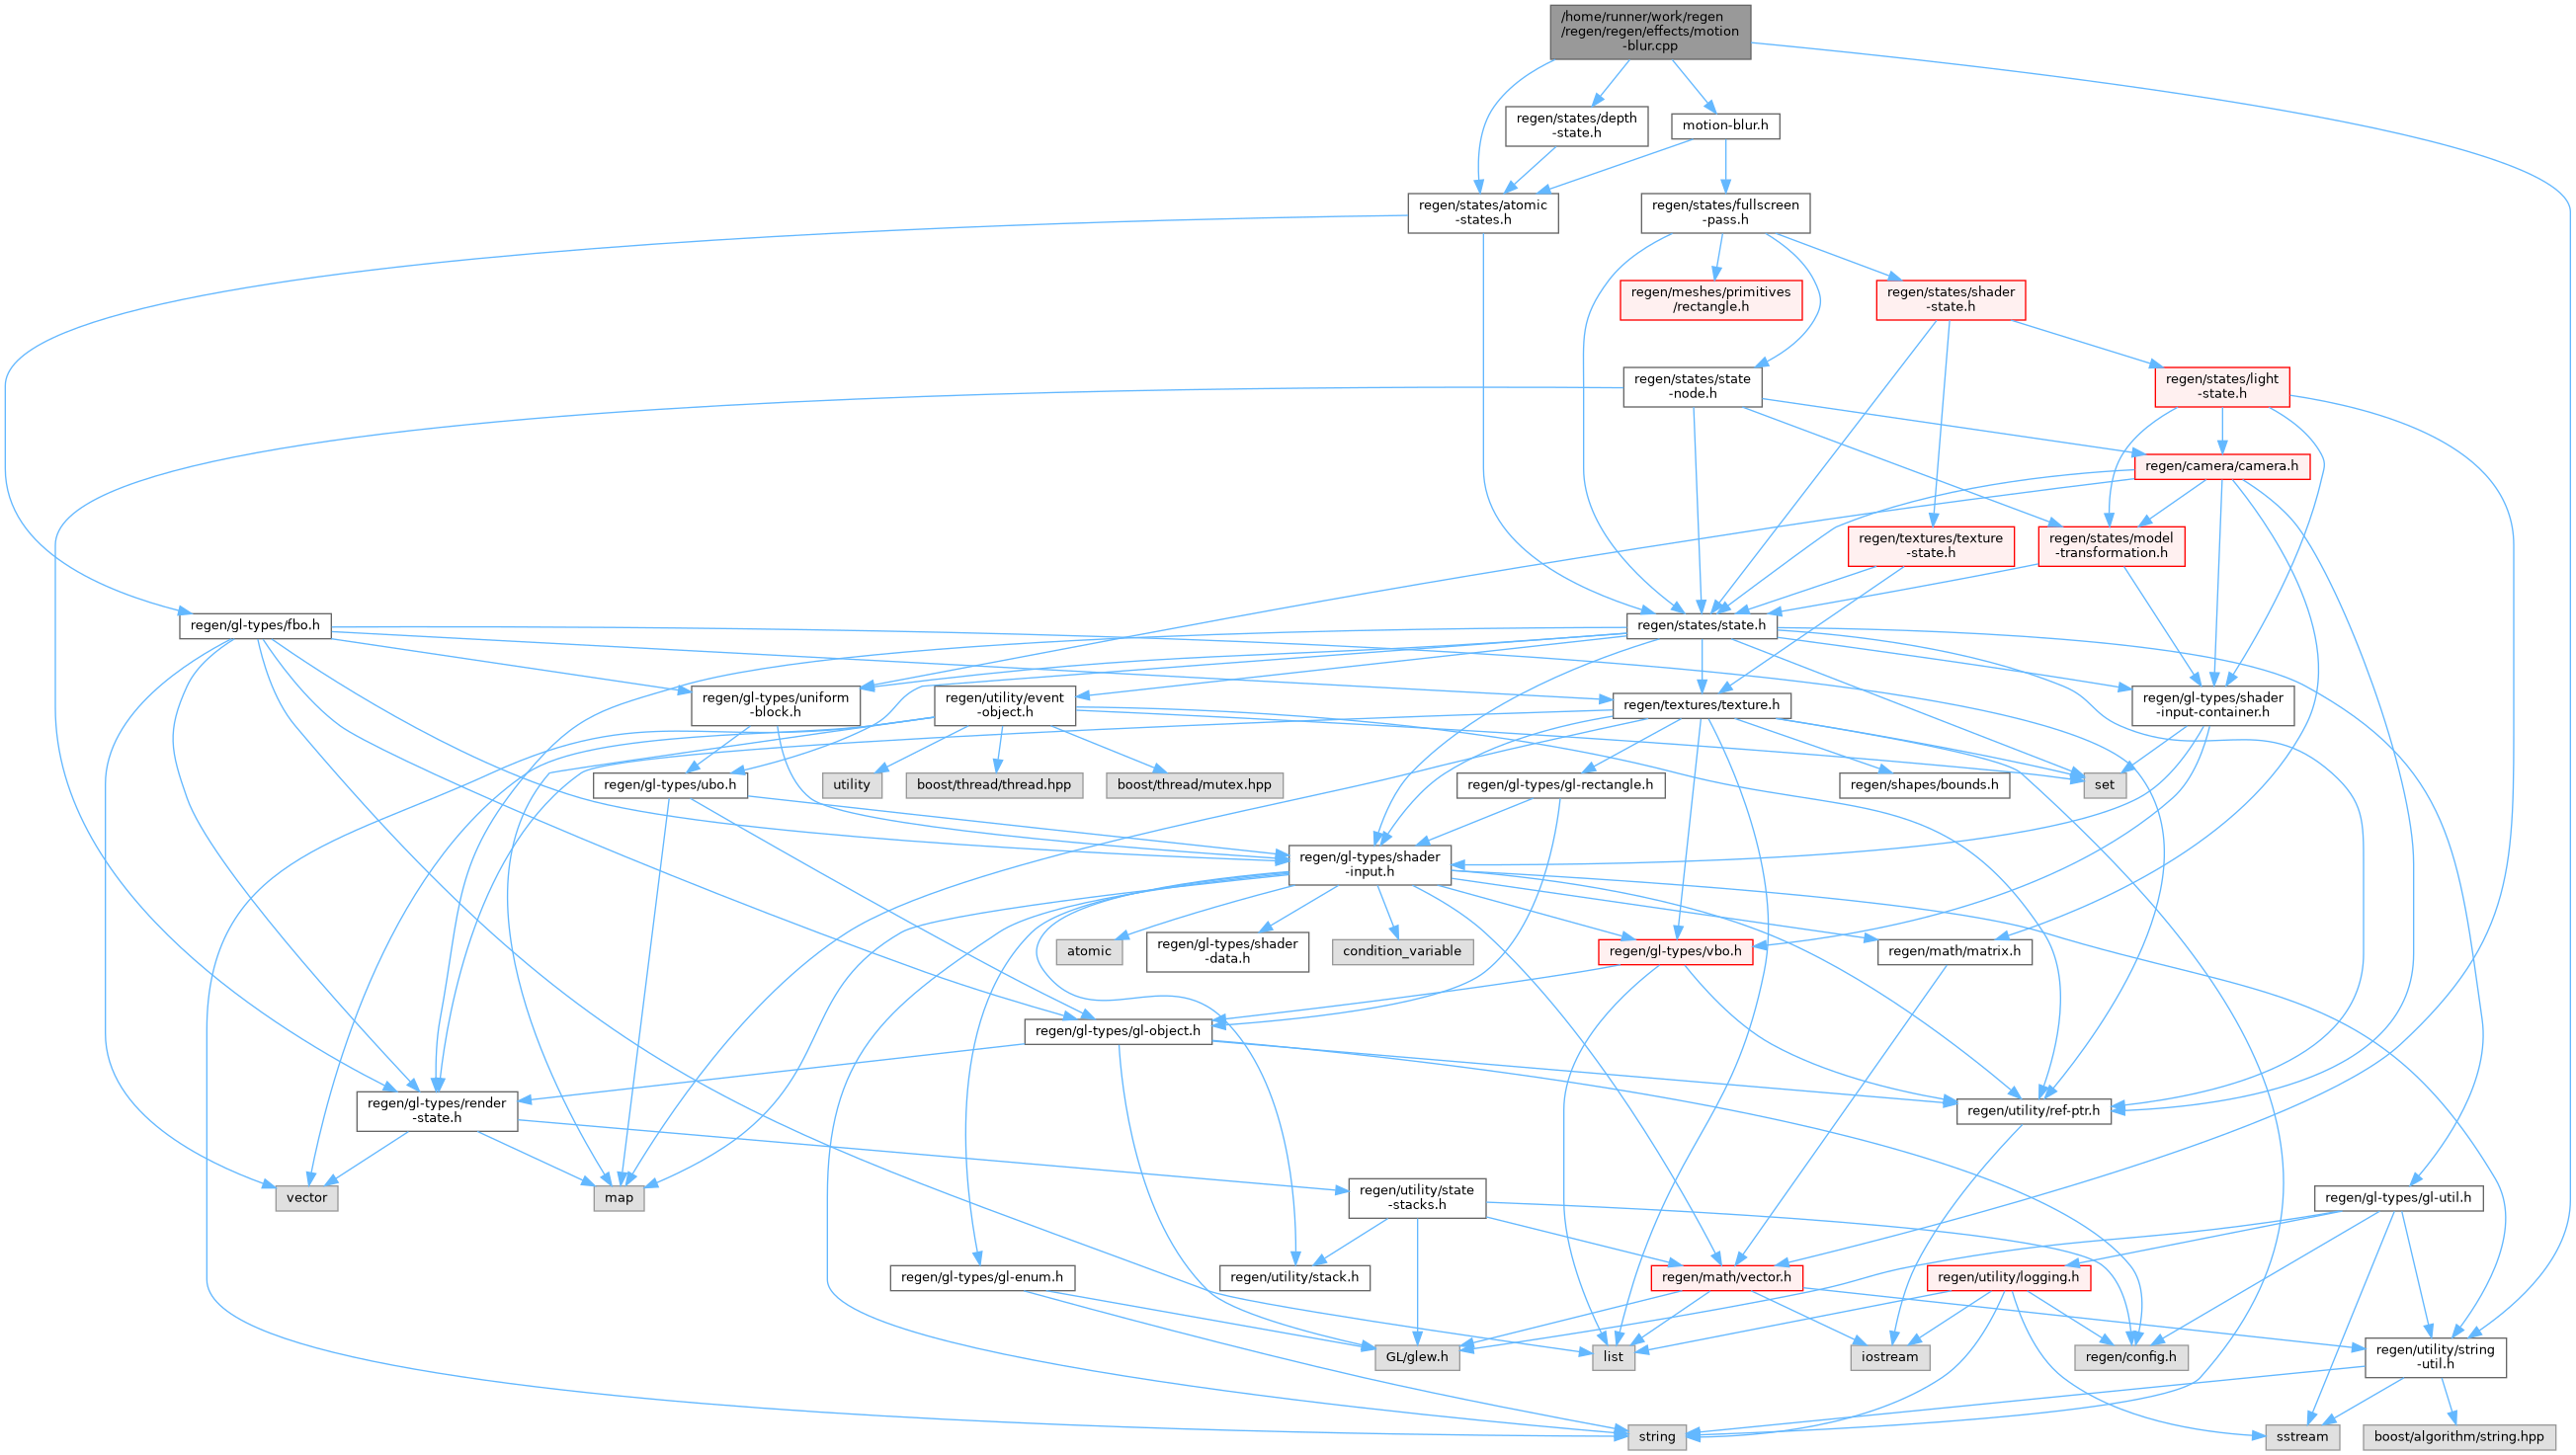 /home/runner/work/regen
/regen/regen/effects/motion
-blur.cpp
regen/states/depth
-state.h
motion-blur.h
regen/states/atomic
-states.h
regen/states/fullscreen
-pass.h
regen/meshes/primitives
/rectangle.h
regen/states/shader
-state.h
regen/states/state
-node.h
regen/states/light
-state.h
regen/camera/camera.h
regen/textures/texture
-state.h
regen/states/model
-transformation.h
regen/gl-types/fbo.h
regen/states/state.h
regen/gl-types/uniform
-block.h
regen/utility/event
-object.h
regen/textures/texture.h
regen/gl-types/shader
-input-container.h
regen/gl-types/ubo.h
utility
boost/thread/thread.hpp
boost/thread/mutex.hpp
regen/gl-types/gl-rectangle.h
regen/shapes/bounds.h
set
regen/gl-types/shader
-input.h
atomic
regen/gl-types/shader
-data.h
condition_variable
regen/gl-types/vbo.h
regen/math/matrix.h
regen/gl-types/gl-object.h
regen/gl-types/render
-state.h
regen/utility/ref-ptr.h
vector
map
regen/utility/state
-stacks.h
regen/gl-types/gl-util.h
regen/gl-types/gl-enum.h
regen/utility/stack.h
regen/math/vector.h
regen/utility/logging.h
GL/glew.h
list
iostream
regen/config.h
regen/utility/string
-util.h
string
sstream
boost/algorithm/string.hpp